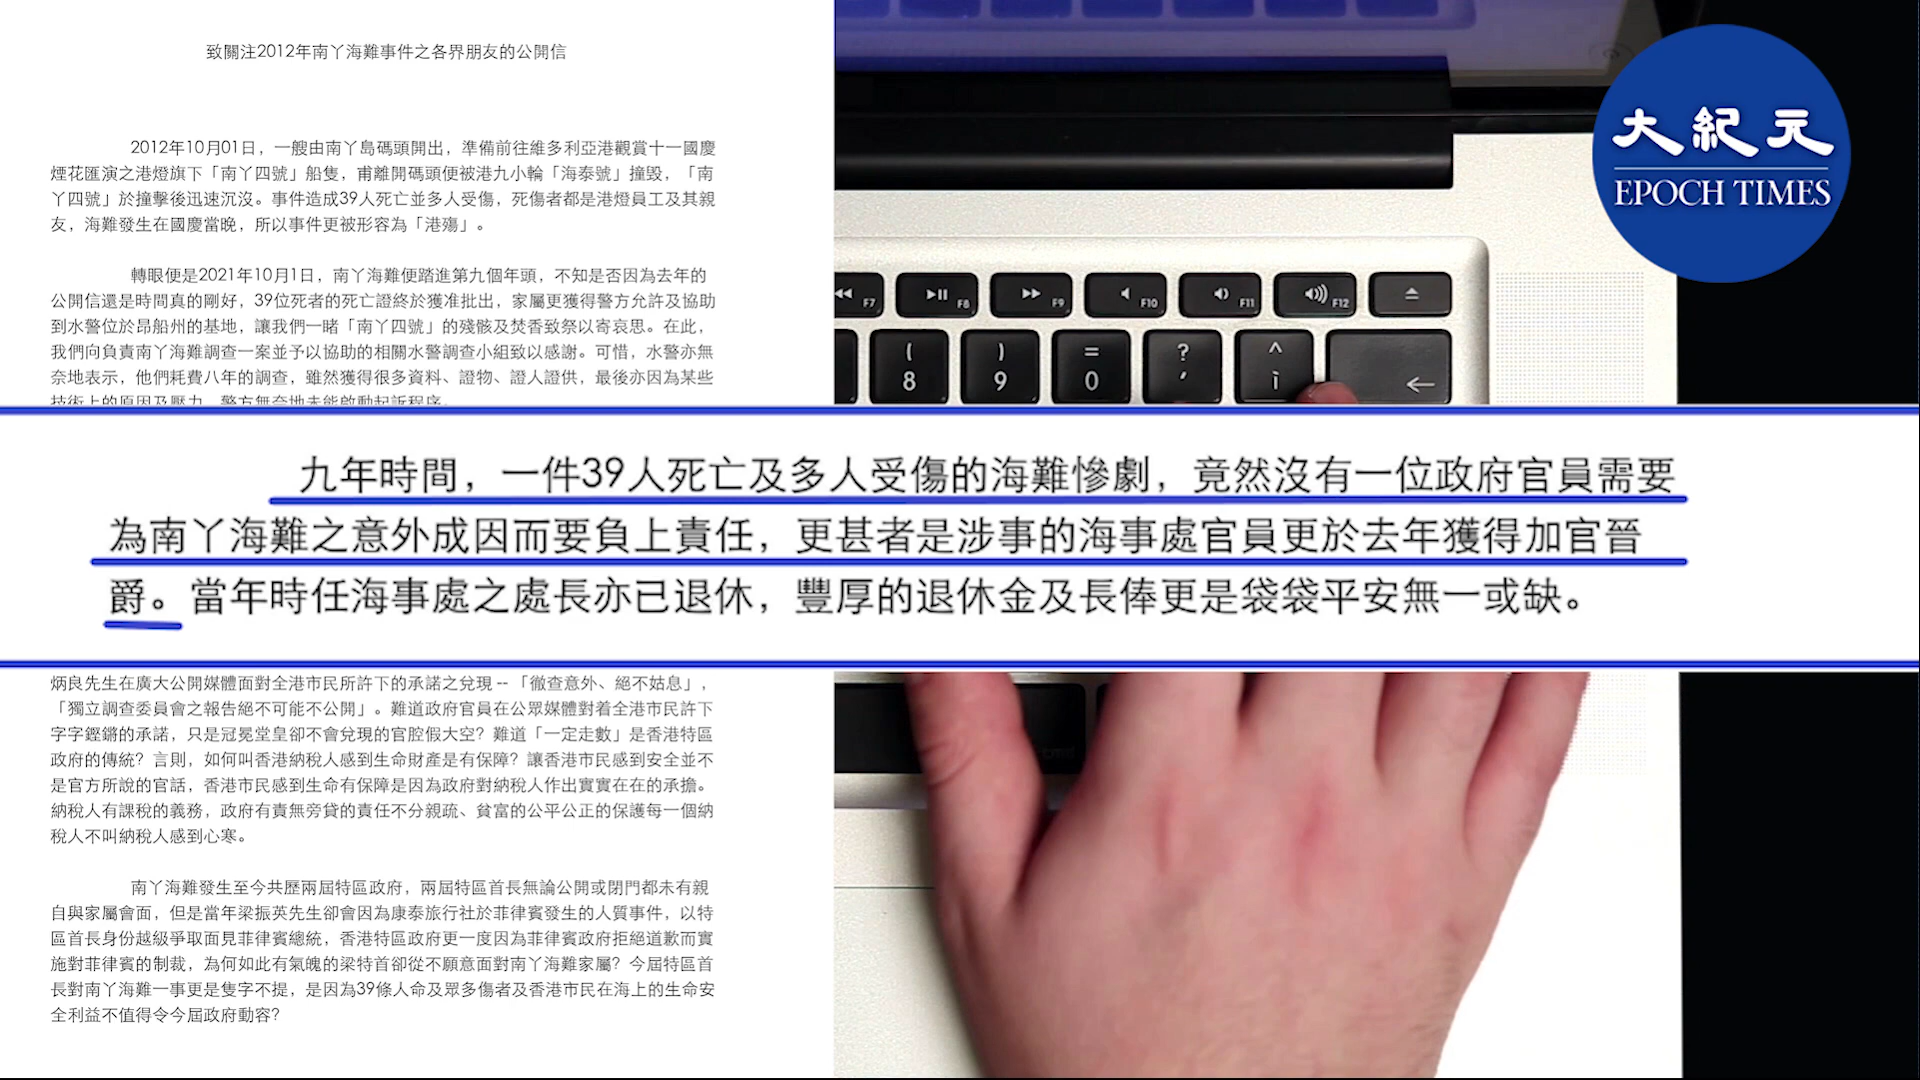 致關注2012年南丫海難事件之各界朋友的公開信
2012年10月01日，一艘由南丫島碼頭開出，準備前往維多利亞港觀賞十一國慶
煙花匯演之港燈旗下「南丫四號」船隻，甫離開碼頭便被港九小輪「海泰號」撞毀，「南
丫四號」於撞擊後迅速沉沒。事件造成39人死亡並多人受傷，死傷者都是港燈員工及其親
友，海難發生在國慶當晚，所以事件更被形容為「港殤」。
轉眼便是2021年10月1日，南丫海難便踏進第九個年頭，不知是否因為去年的
公開信還是時間真的剛好，39位死者的死亡證終於獲准批出，家屬更獲得警方允許及協助
到水警位於昂船州的基地，讓我們一睹「南丫四號」的殘骸及焚香致祭以寄哀思。在此，
我們向負責南丫海難調查一案並予以協助的相關水警調查小組致以感謝。可惜，水警亦無
奈地表示，他們耗費八年的調查，雖然獲得很多資料、證物、證人證供，最後亦因為某些
技術上的原因及壓力，警方無奈地未能啟動起訴程序。
九年時間，一件39人死亡及多人受傷的海難慘劇，竟然沒有一位政府官員需要
為南丫海難之意外成因而要負上責任，更甚者是涉事的海事處官員更於去年獲得加官晉
爵。當年時任海事處之處長亦已退休，豐厚的退休金及長俸更是袋袋平安無一或缺。
炳良先生在廣大公開媒體面對全港市民所許下的承諾之兌現 -- 「徹查意外、絕不姑息」，
「獨立調查委員會之報告絕不可能不公開」。難道政府官員在公眾媒體對着全港市民許下
字字鏗鏘的承諾，只是冠冕堂皇卻不會兌現的官腔假大空？難道「一定走數」是香港特區
政府的傳統？言則，如何叫香港納稅人感到生命財產是有保障？讓香港市民感到安全並不
是官方所說的官話，香港市民感到生命有保障是因為政府對納稅人作出實實在在的承擔。
納稅人有課稅的義務，政府有責無旁貸的責任不分親疏、貧富的公平公正的保護每一個納
稅人不叫納稅人感到心寒。
南丫海難發生至今共歷兩屆特區政府，兩屆特區首長無論公開或閉門都未有親
自與家屬會面，但是當年梁振英先生卻會因為康泰旅行社於菲律賓發生的人質事件，以特
區首長身份越級爭取面見菲律賓總統，香港特區政府更一度因為菲律賓政府拒絕道歉而實
施對菲律賓的制裁，為何如此有氣魄的梁特首卻從不願意面對南丫海難家屬？今屆特區首
長對南丫海難一事更是隻字不提，是因為39條人命及眾多傷者及香港市民在海上的生命安
全利益不值得令今屆政府動容？
大紀元
EPOCH TIMES
F7 F8 F9 F10 F11 F12
( ) = ? ^
8 9 0 ' ì